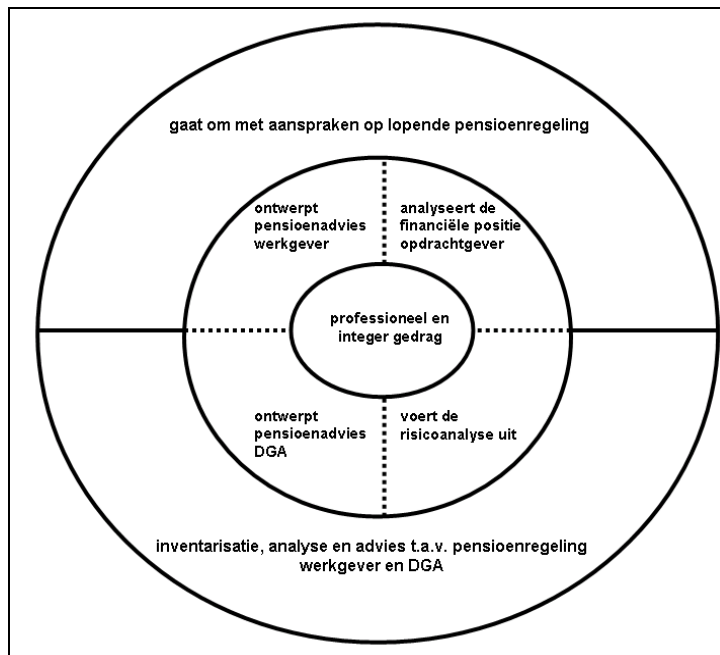 gaat om met aanspraken op lopende pensioenregeling
ontwerpt
pensioenadvies
werkgever
analyseert de
financiële positie
opdrachtgever
professioneel en
integer gedrag
ontwerpt
pensioenadvies
DGA
voert de
risicoanalyse uit
inventarisatie, analyse en advies t.a.v. pensioenregeling
werkgever en DGA